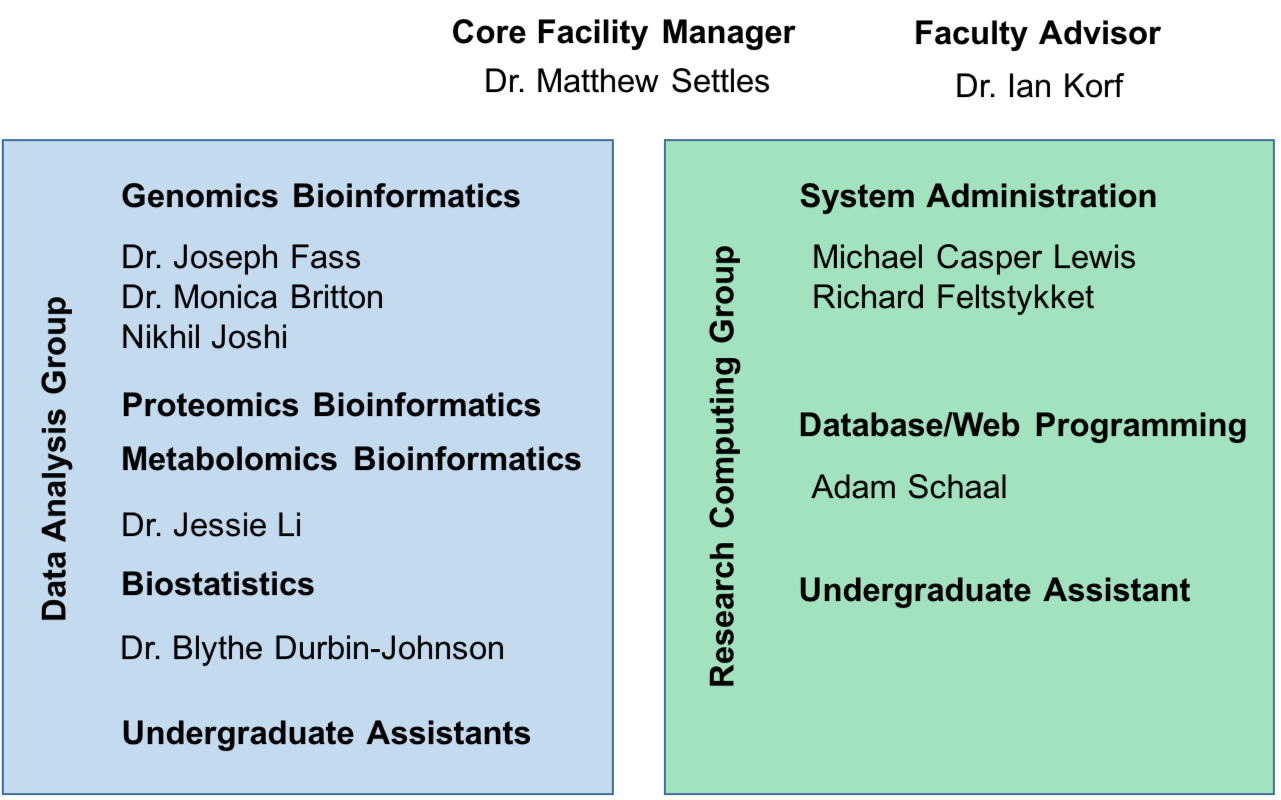 Core Facility Manager
Dr. Matthew Settles
Faculty Advisor
Dr. Ian Korf
Data Analysis Group
Genomics Bioinformatics
Dr. Joseph Fass
Dr. Monica Britton
Nikhil Joshi
Proteomics Bioinformatics
Metabolomics Bioinformatics
Dr. Jessie Li
Biostatistics
Dr. Blythe Durbin-Johnson
Undergraduate Assistants
Research Computing Group
System Administration
Michael Casper Lewis
Richard Feltstykket
Database/Web Programming
Adam Schaal
Undergraduate Assistant